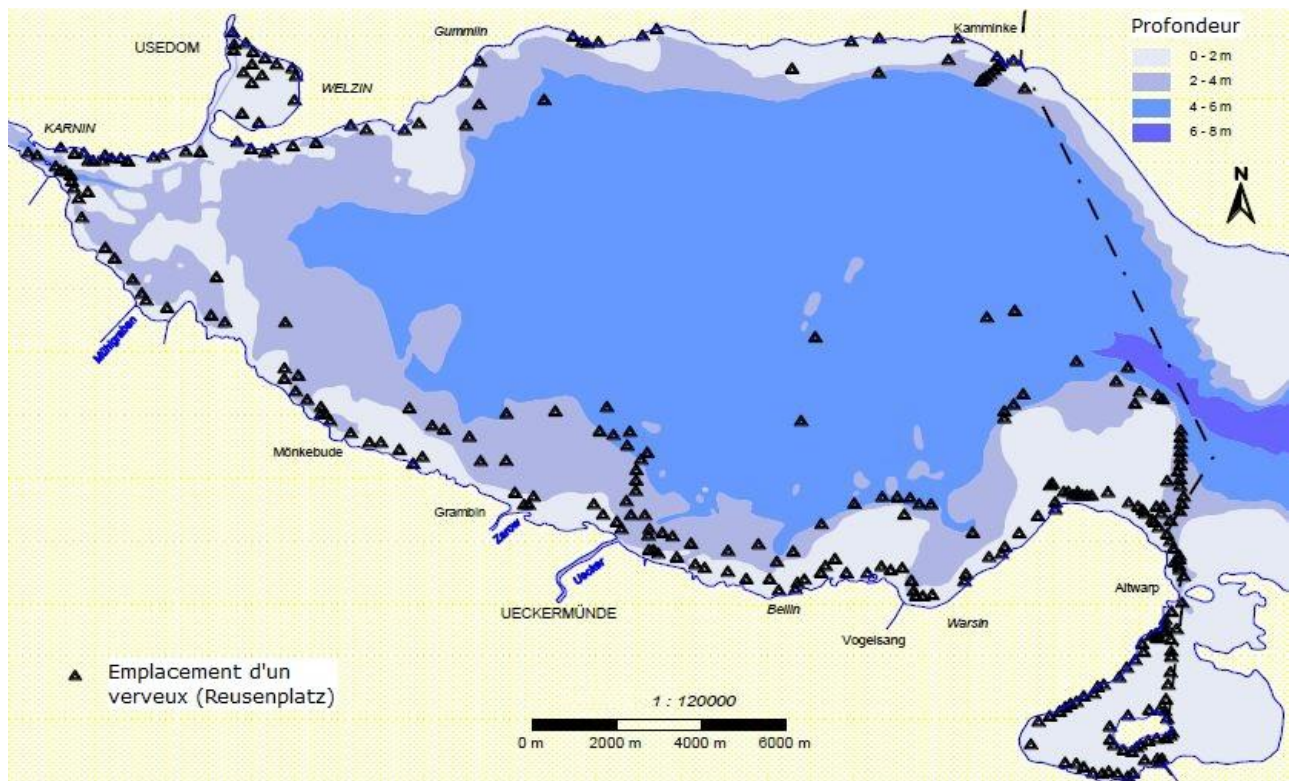 Gummlin
Kamminke
Profondeur
USEDOM
0 - 2 m
2 - 4 m
WELZIN
4 - 6 m
6 - 8 m
KARNIN
N
Mühlgraben
Mönkebude
Grambin
Zarow
Uecker
Altwarp
UECKERMÜNDE
Bellin
Warsin
Vogelsang
Emplacement d'un
verveux (Reusenplatz)
1 : 120000
0 m 2000 m 4000 m 6000 m